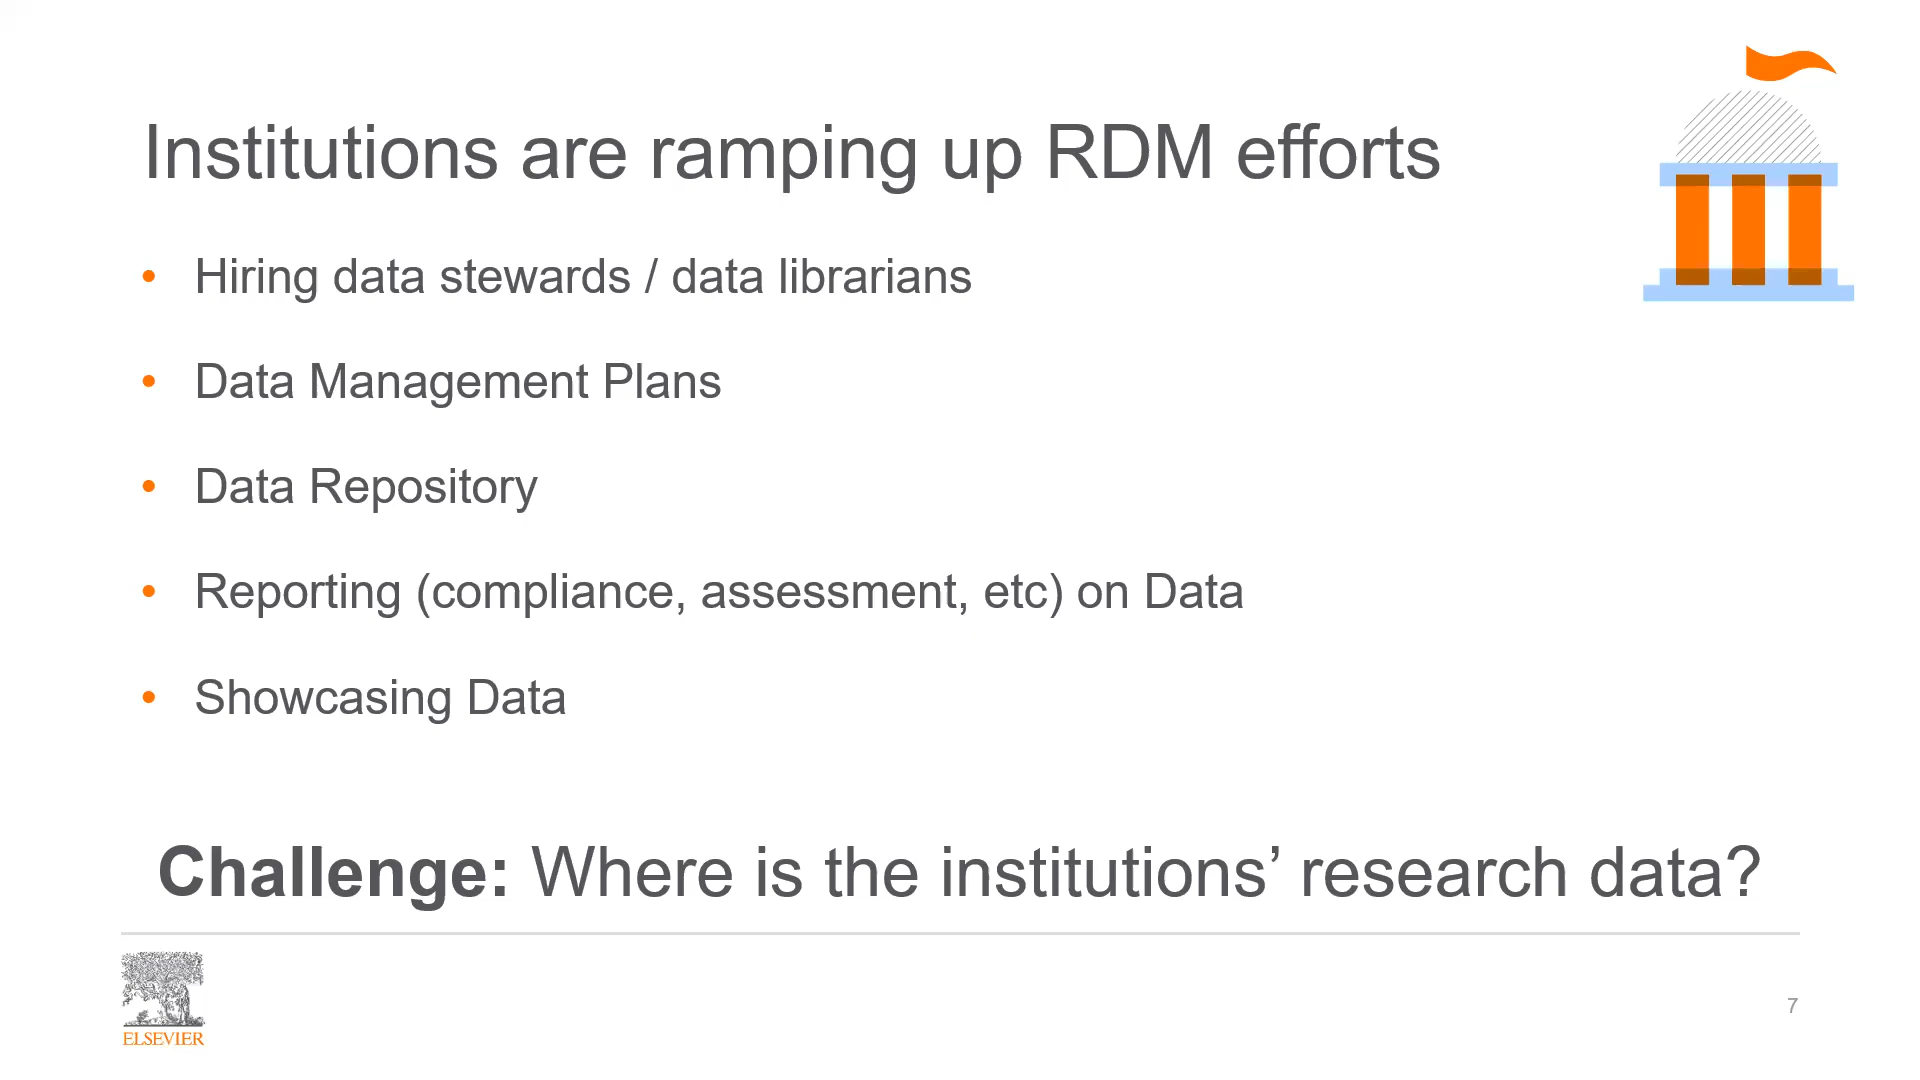 Institutions are ramping up RDM efforts
• Hiring data stewards / data librarians
• Data Management Plans
• Data Repository
• Reporting (compliance, assessment, etc) on Data
• Showcasing Data
Challenge: Where is the institutions’ research data?
ELSEVIER
7